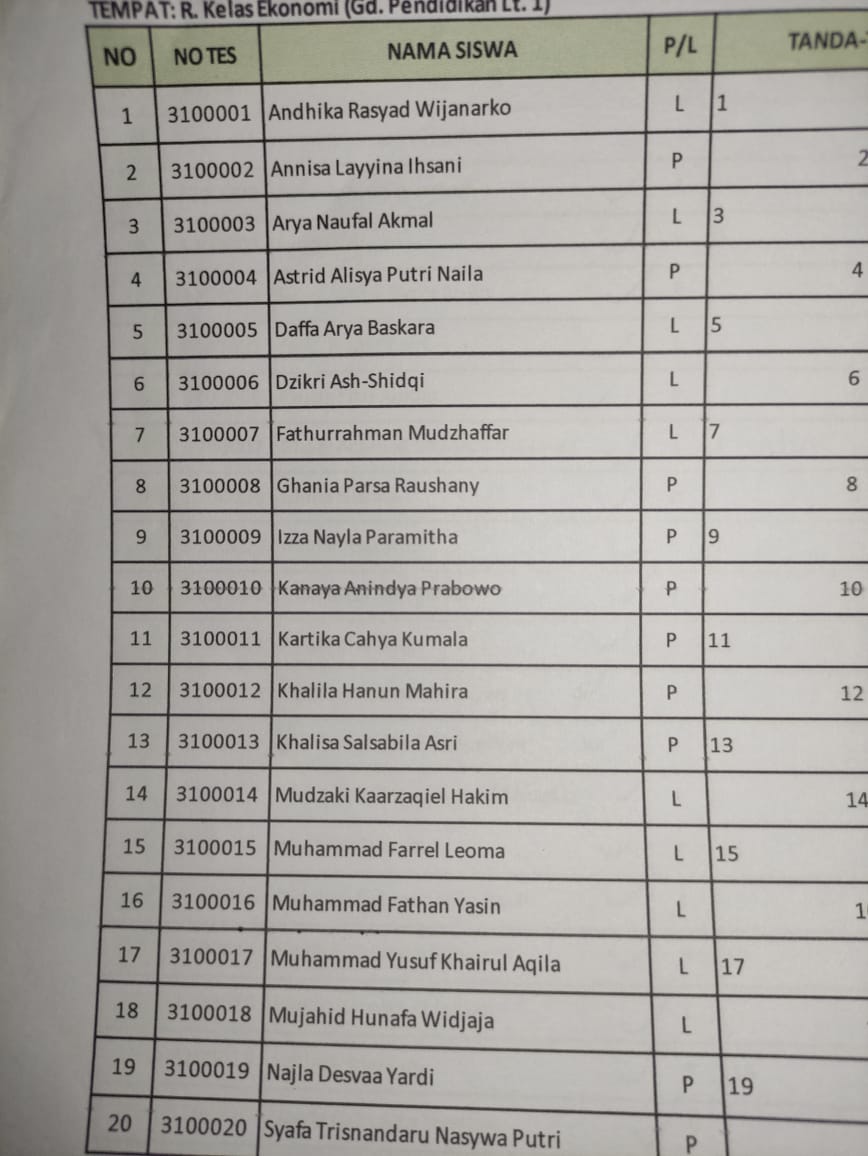 TEMPAT: R. Kelas Ekonomi (Gd. Pendidikan Lt. 1)
NO NO TES NAMA SISWA P/L TANDA-
1 3100001 Andhika Rasyad Wijanarko L 1
2 3100002 Annisa Layyina Ihsani P 2
3 3100003 Arya Naufal Akmal L 3
4 3100004 Astrid Alisya Putri Naila P 4
5 3100005 Daffa Arya Baskara L 5
6 3100006 Dzikri Ash-Shidqi L 6
7 3100007 Fathurrahman Mudzhaffar L 7
8 3100008 Ghania Parsa Raushany P 8
9 3100009 Izza Nayla Paramitha P 9
10 3100010 Kanaya Anindya Prabowo P 10
11 3100011 Kartika Cahya Kumala P 11
12 3100012 Khalila Hanun Mahira P 12
13 3100013 Khalisa Salsabila Asri P 13
14 3100014 Mudzaki Kaarzaqiel Hakim L 14
15 3100015 Muhammad Farrel Leoma L 15
16 3100016 Muhammad Fathan Yasin L 1
17 3100017 Muhammad Yusuf Khairul Aqila L 17
18 3100018 Mujahid Hunafa Widjaja L
19 3100019 Najla Desvaa Yardi P 19
20 3100020 Syafa Trisnandaru Nasywa Putri P